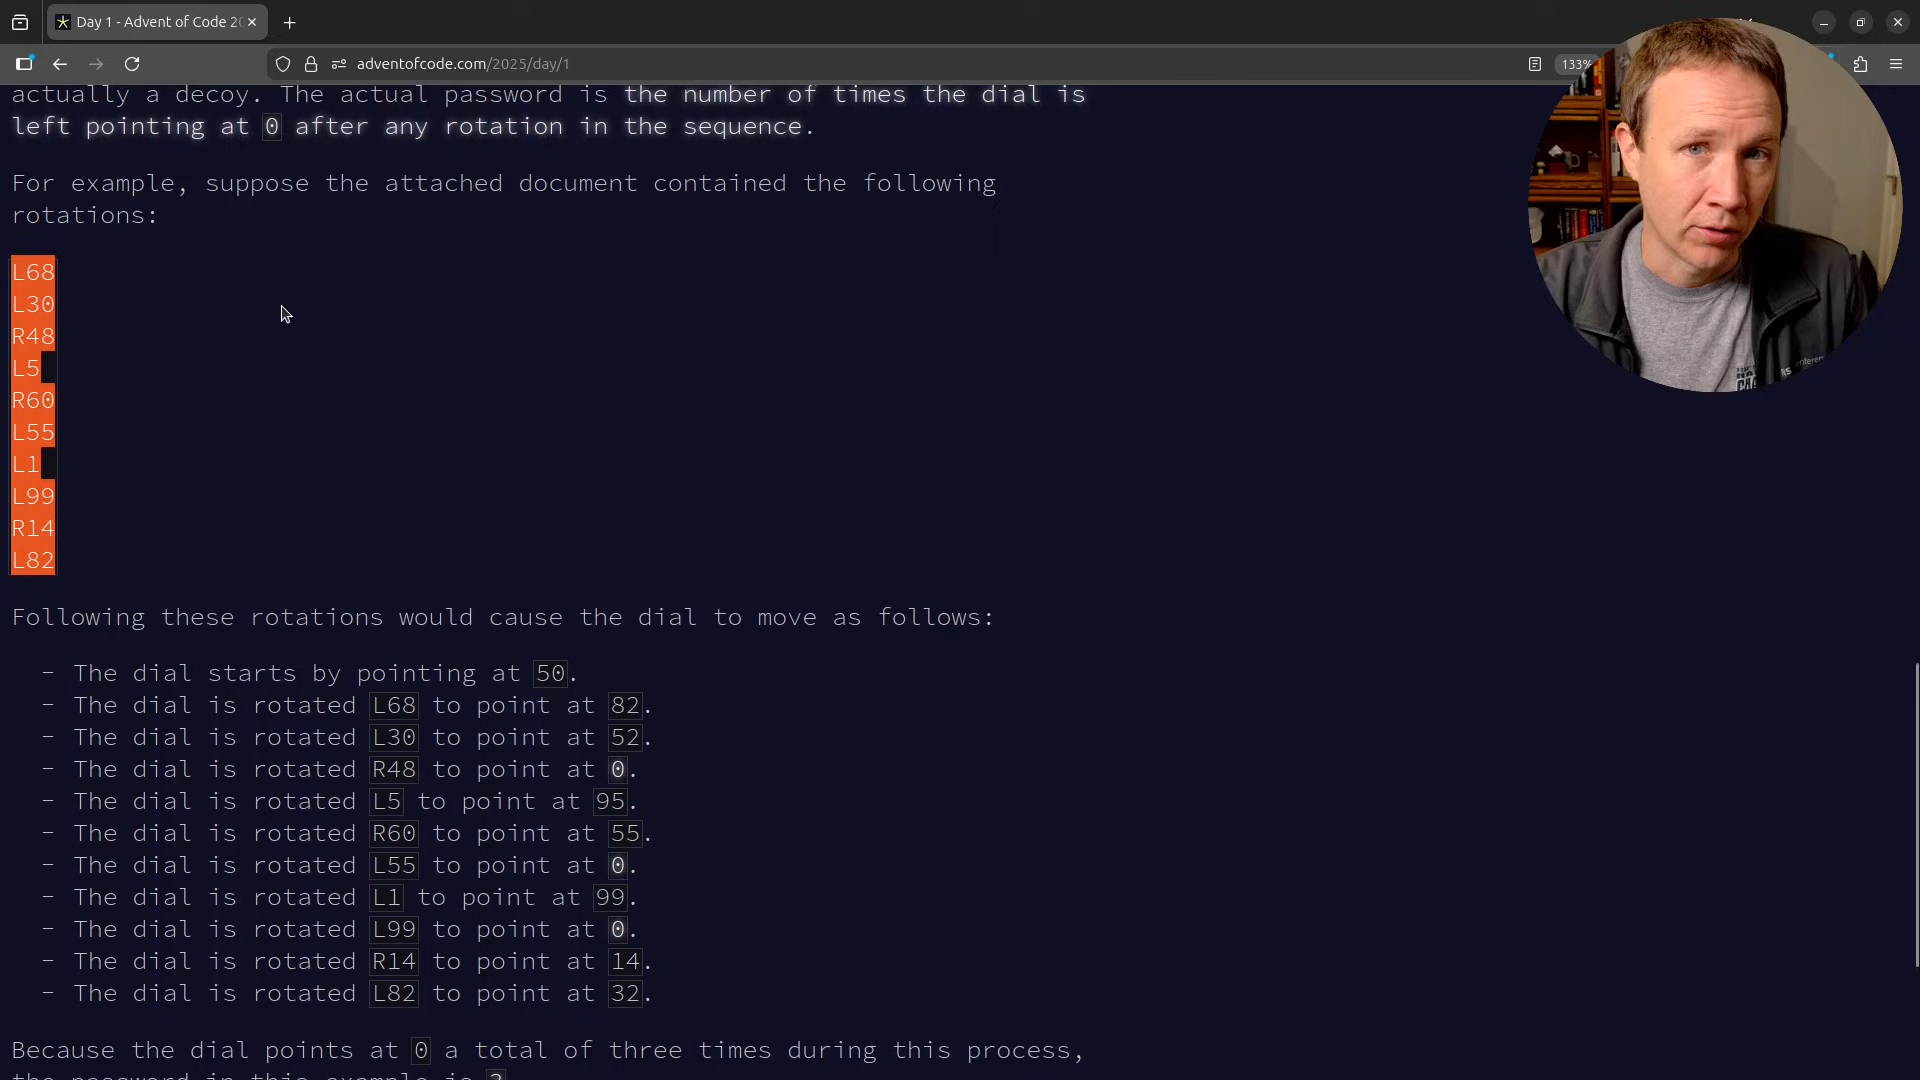 Day 1 - Advent of Code 20
adventofcode.com/2025/day/1
133%
actually a decoy. The actual password is the number of times the dial is
left pointing at 0 after any rotation in the sequence.
For example, suppose the attached document contained the following
rotations:
L68
L30
R48
L5
R60
L55
L1
L99
R14
L82
Following these rotations would cause the dial to move as follows:
- The dial starts by pointing at 50.
- The dial is rotated L68 to point at 82.
- The dial is rotated L30 to point at 52.
- The dial is rotated R48 to point at 0.
- The dial is rotated L5 to point at 95.
- The dial is rotated R60 to point at 55.
- The dial is rotated L55 to point at 0.
- The dial is rotated L1 to point at 99.
- The dial is rotated L99 to point at 0.
- The dial is rotated R14 to point at 14.
- The dial is rotated L82 to point at 32.
Because the dial points at 0 a total of three times during this process,
the password in this example is 3